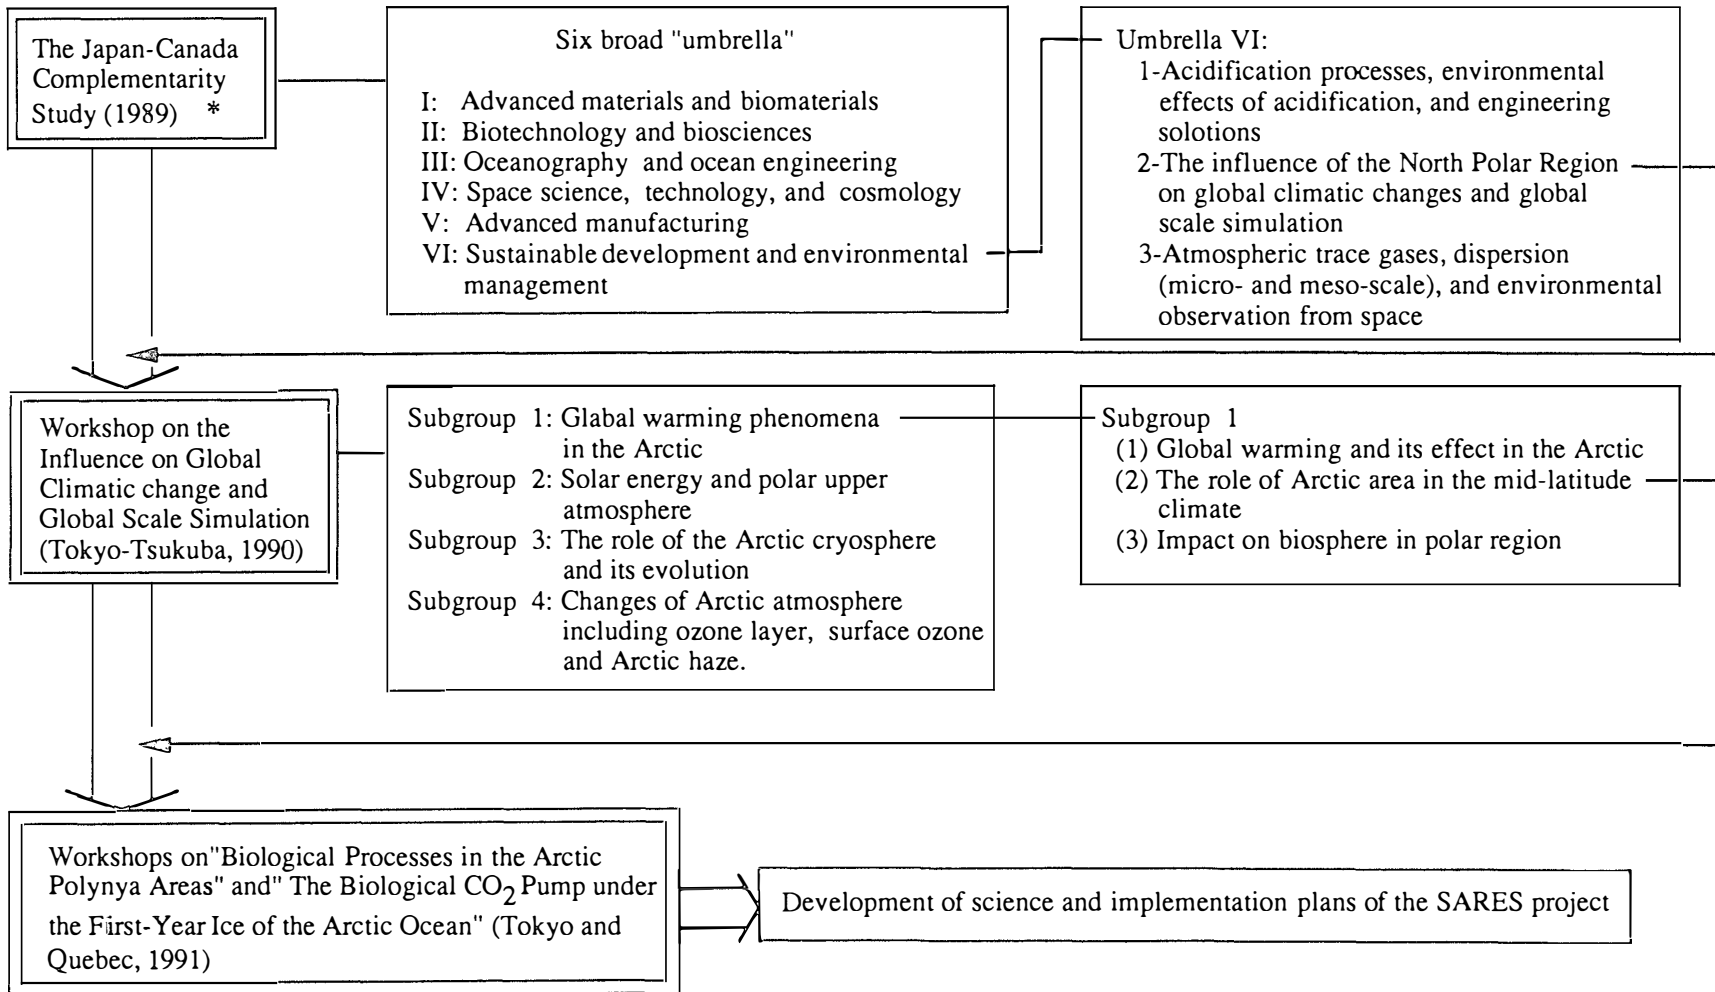 The Japan-Canada
Complementarity
Study (1989) *
Six broad "umbrella"
I: Advanced materials and biomaterials
II: Biotechnology and biosciences
III: Oceanography and ocean engineering
IV: Space science, technology, and cosmology
V: Advanced manufacturing
VI: Sustainable development and environmental
management
Umbrella VI:
1-Acidification processes, environmental
effects of acidification, and engineering
solotions
2-The influence of the North Polar Region
on global climatic changes and global
scale simulation
3-Atmospheric trace gases, dispersion
(micro- and meso-scale), and environmental
observation from space
Workshop on the
Influence on Global
Climatic change and
Global Scale Simulation
(Tokyo-Tsukuba, 1990)
Subgroup 1: Glabal warming phenomena
in the Arctic
Subgroup 2: Solar energy and polar upper
atmosphere
Subgroup 3: The role of the Arctic cryosphere
and its evolution
Subgroup 4: Changes of Arctic atmosphere
including ozone layer, surface ozone
and Arctic haze.
Subgroup 1
(1) Global warming and its effect in the Arctic
(2) The role of Arctic area in the mid-latitude
climate
(3) Impact on biosphere in polar region
Workshops on"Biological Processes in the Arctic
Polynya Areas" and" The Biological CO₂ Pump under
the First-Year Ice of the Arctic Ocean" (Tokyo and
Quebec, 1991)
Development of science and implementation plans of the SARES project